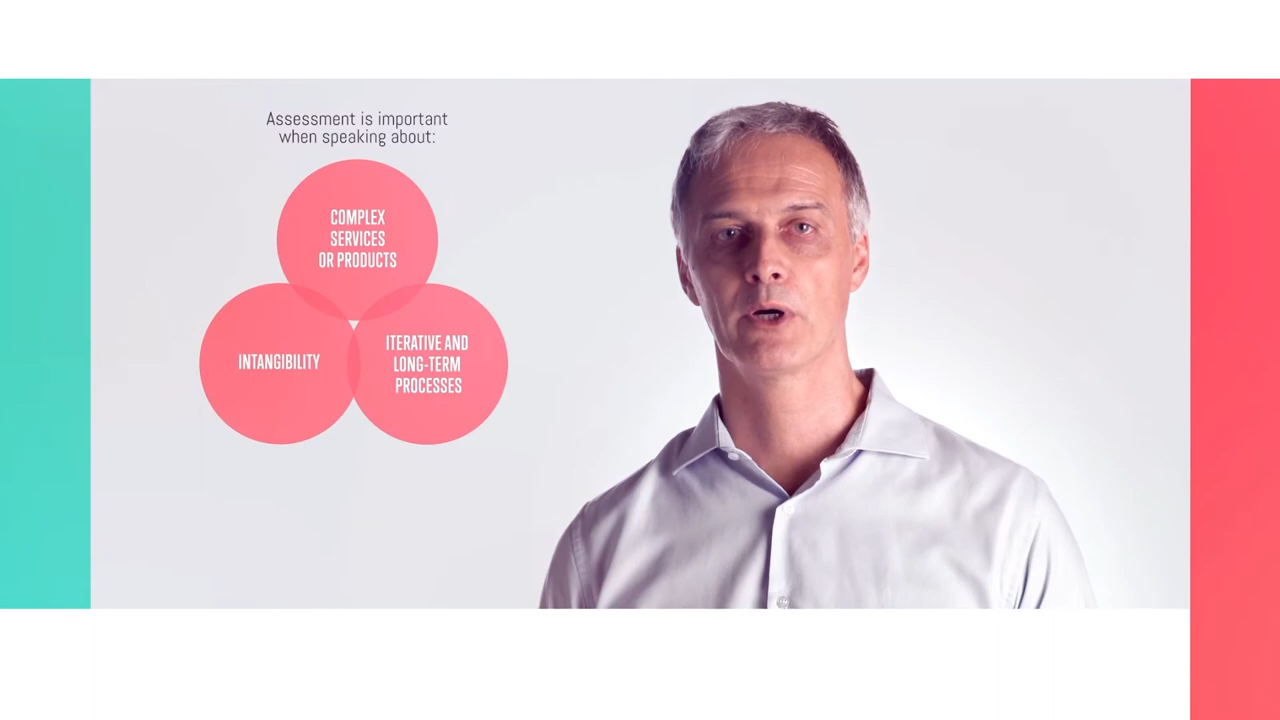 Assessment is important
when speaking about:
COMPLEX
SERVICES
OR PRODUCTS
INTANGIBILITY
ITERATIVE AND
LONG-TERM
PROCESSES